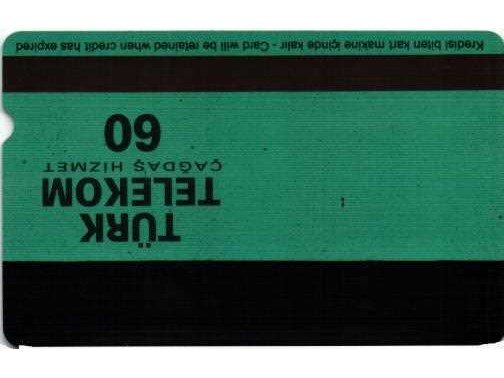 TÜRK
TELEKOM
ÇAĞDAŞ HİZMET
60
Kredisi biten kart makine içinde kalır - Card will be retained when credit has expired